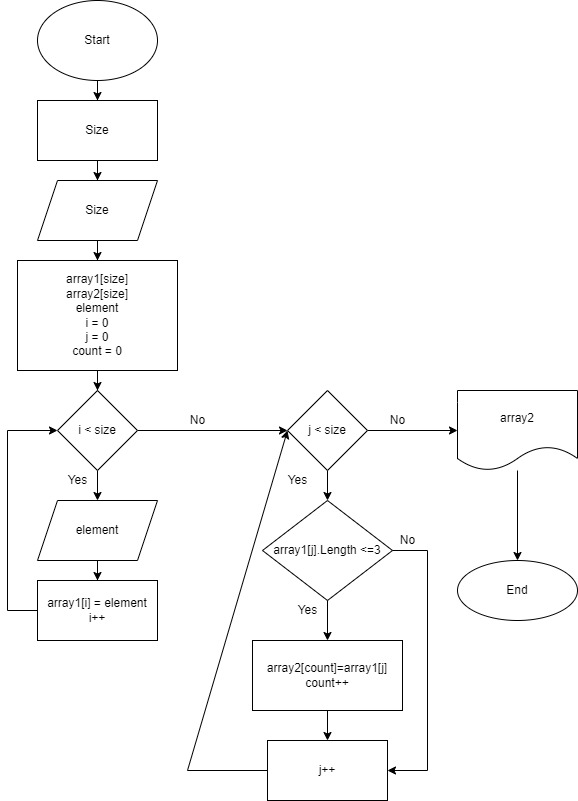 Start
Size
Size
array1[size]
array2[size]
element
i = 0
j = 0
count = 0
i < size
No
Yes
element
array1[i] = element
i++
j < size
No
Yes
array1[j].Length <=3
No
Yes
array2[count]=array1[j]
count++
j++
array2
End